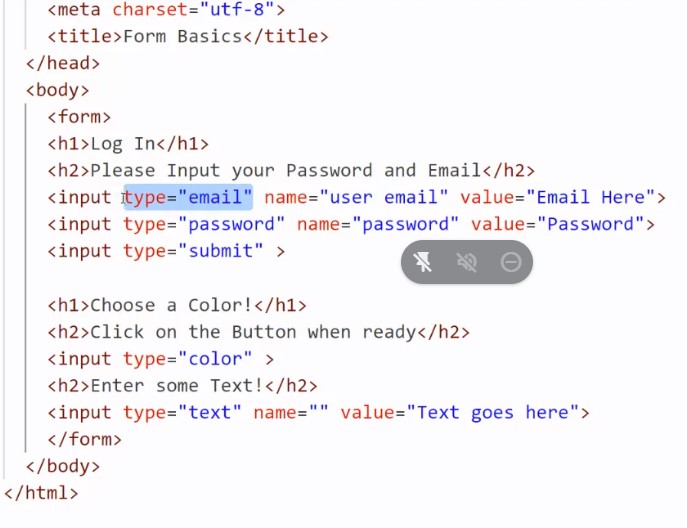 <meta charset="utf-8">
<title>Form Basics</title>
</head>
<body>
<form>
<h1>Log In</h1>
<h2>Please Input your Password and Email</h2>
<input type="email" name="user email" value="Email Here">
<input type="password" name="password" value="Password">
<input type="submit" >
<h1>Choose a Color!</h1>
<h2>Click on the Button when ready</h2>
<input type="color" >
<h2>Enter some Text!</h2>
<input type="text" name="" value="Text goes here">
</form>
</body>
</html>